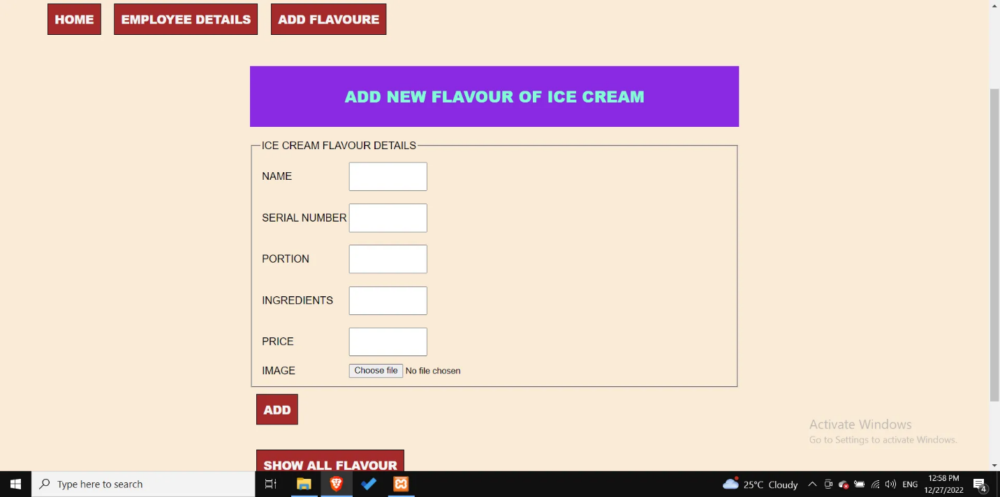 HOME EMPLOYEE DETAILS ADD FLAVOURE
ADD NEW FLAVOUR OF ICE CREAM
ICE CREAM FLAVOUR DETAILS
NAME
SERIAL NUMBER
PORTION
INGREDIENTS
PRICE
IMAGE Choose file No file chosen
ADD
Activate Windows
Go to Settings to activate Windows.
SHOW ALL FLAVOUR
Type here to search
25°C Cloudy
ENG
12:58 PM
12/27/2022
4